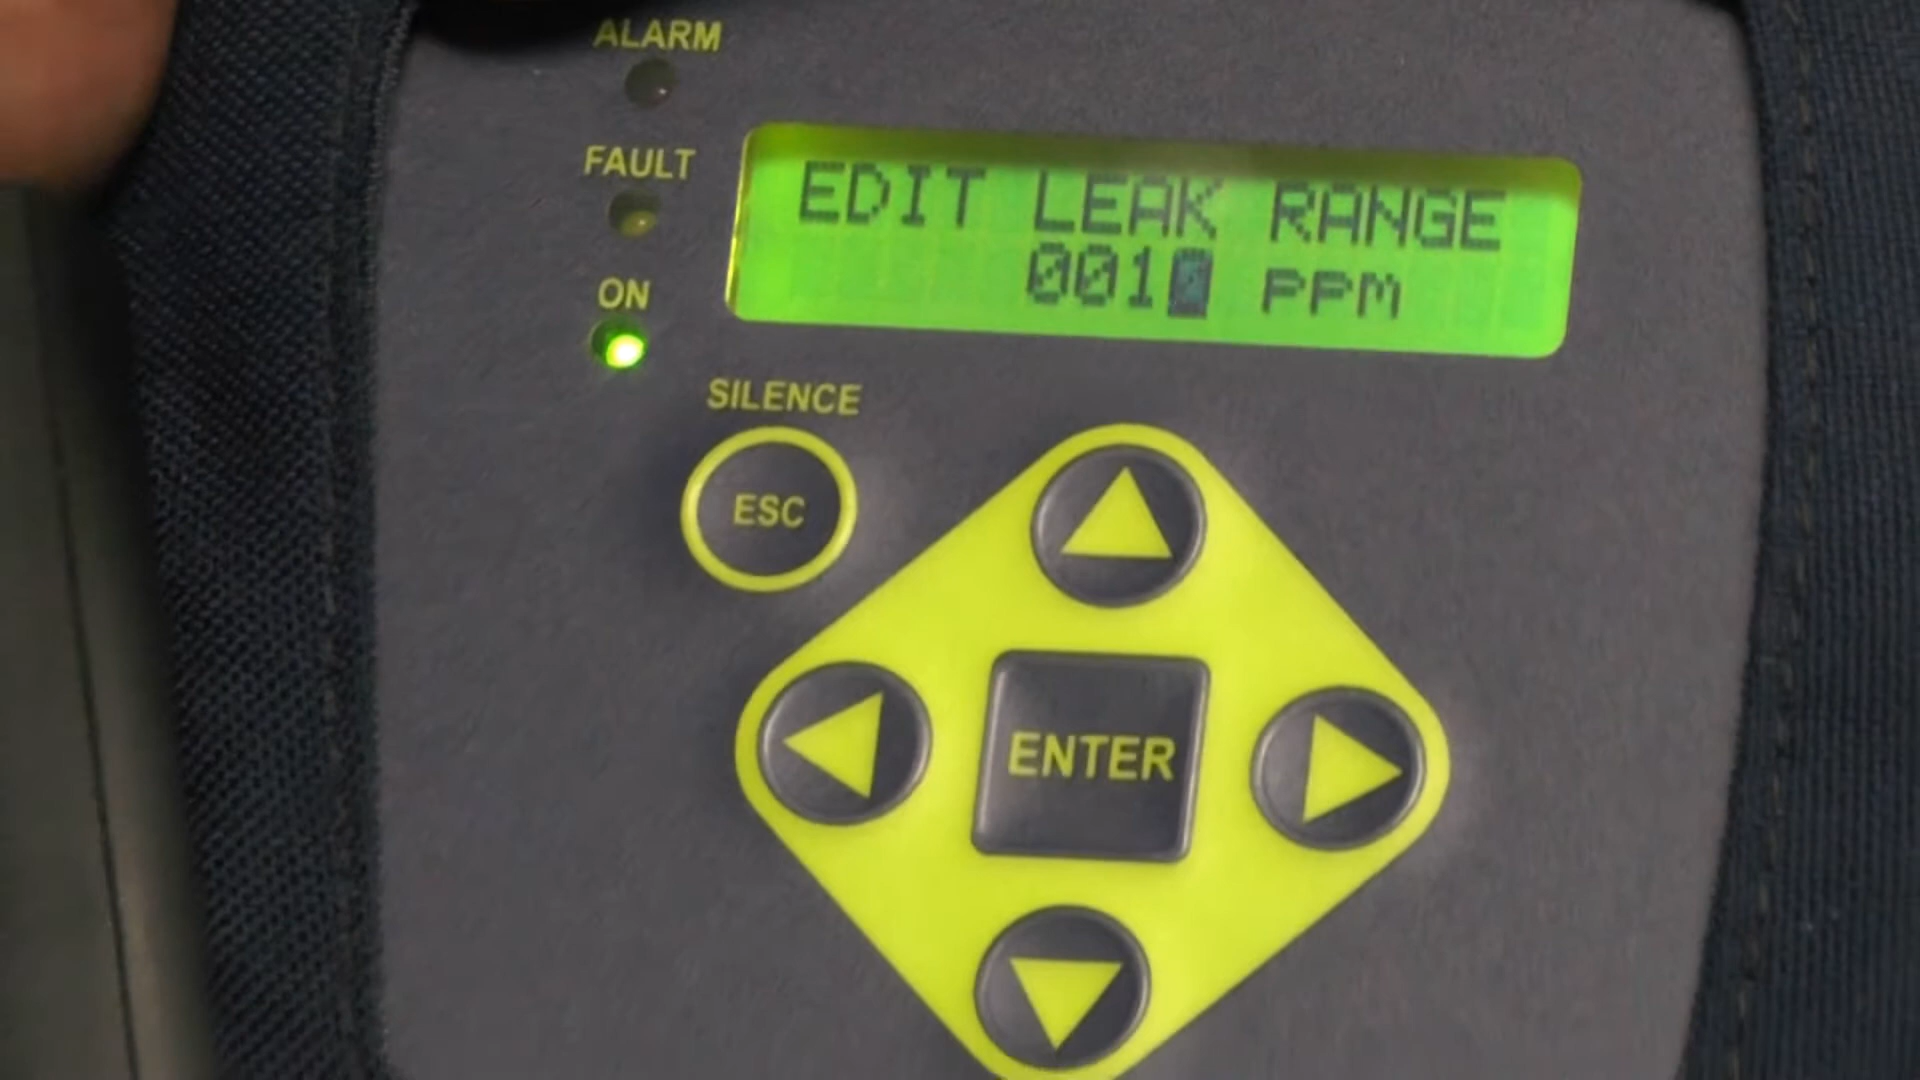 ALARM
FAULT
EDIT LEAK RANGE
0010 ppm
ON
SILENCE
ESC
ENTER